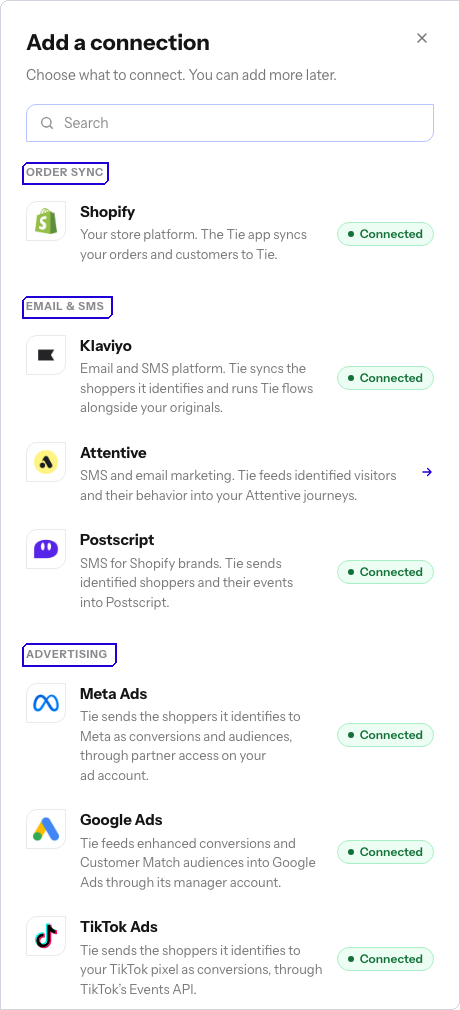 Add a connection
Choose what to connect. You can add more later.
Search
ORDER SYNC
Shopify
Your store platform. The Tie app syncs
your orders and customers to Tie.
Connected
EMAIL & SMS
Klaviyo
Email and SMS platform. Tie syncs the
shoppers it identifies and runs Tie flows
alongside your originals.
Connected
Attentive
SMS and email marketing. Tie feeds identified visitors
and their behavior into your Attentive journeys.
Postscript
SMS for Shopify brands. Tie sends
identified shoppers and their events
into Postscript.
Connected
ADVERTISING
Meta Ads
Tie sends the shoppers it identifies to
Meta as conversions and audiences,
through partner access on your
ad account.
Connected
Google Ads
Tie feeds enhanced conversions and
Customer Match audiences into Google
Ads through its manager account.
Connected
TikTok Ads
Tie sends the shoppers it identifies to
your TikTok pixel as conversions, through
TikTok’s Events API.
Connected